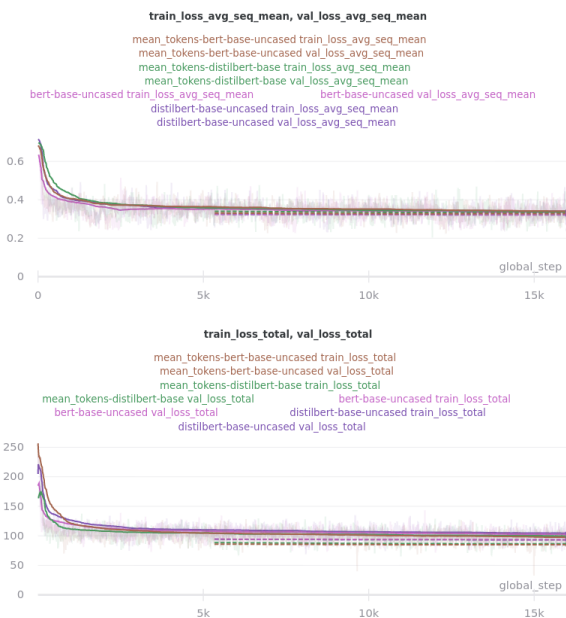 train_loss_avg_seq_mean, val_loss_avg_seq_mean
mean_tokens-bert-base-uncased train_loss_avg_seq_mean
mean_tokens-bert-base-uncased val_loss_avg_seq_mean
mean_tokens-distilbert-base train_loss_avg_seq_mean
mean_tokens-distilbert-base val_loss_avg_seq_mean
bert-base-uncased train_loss_avg_seq_mean bert-base-uncased val_loss_avg_seq_mean
distilbert-base-uncased train_loss_avg_seq_mean
distilbert-base-uncased val_loss_avg_seq_mean
0.6
0.4
0.2
0
global_step
0 5k 10k 15k
train_loss_total, val_loss_total
mean_tokens-bert-base-uncased train_loss_total
mean_tokens-bert-base-uncased val_loss_total
mean_tokens-distilbert-base train_loss_total
mean_tokens-distilbert-base val_loss_total bert-base-uncased train_loss_total
bert-base-uncased val_loss_total distilbert-base-uncased train_loss_total
distilbert-base-uncased val_loss_total
250
200
150
100
50
0
global_step
5k 10k 15k